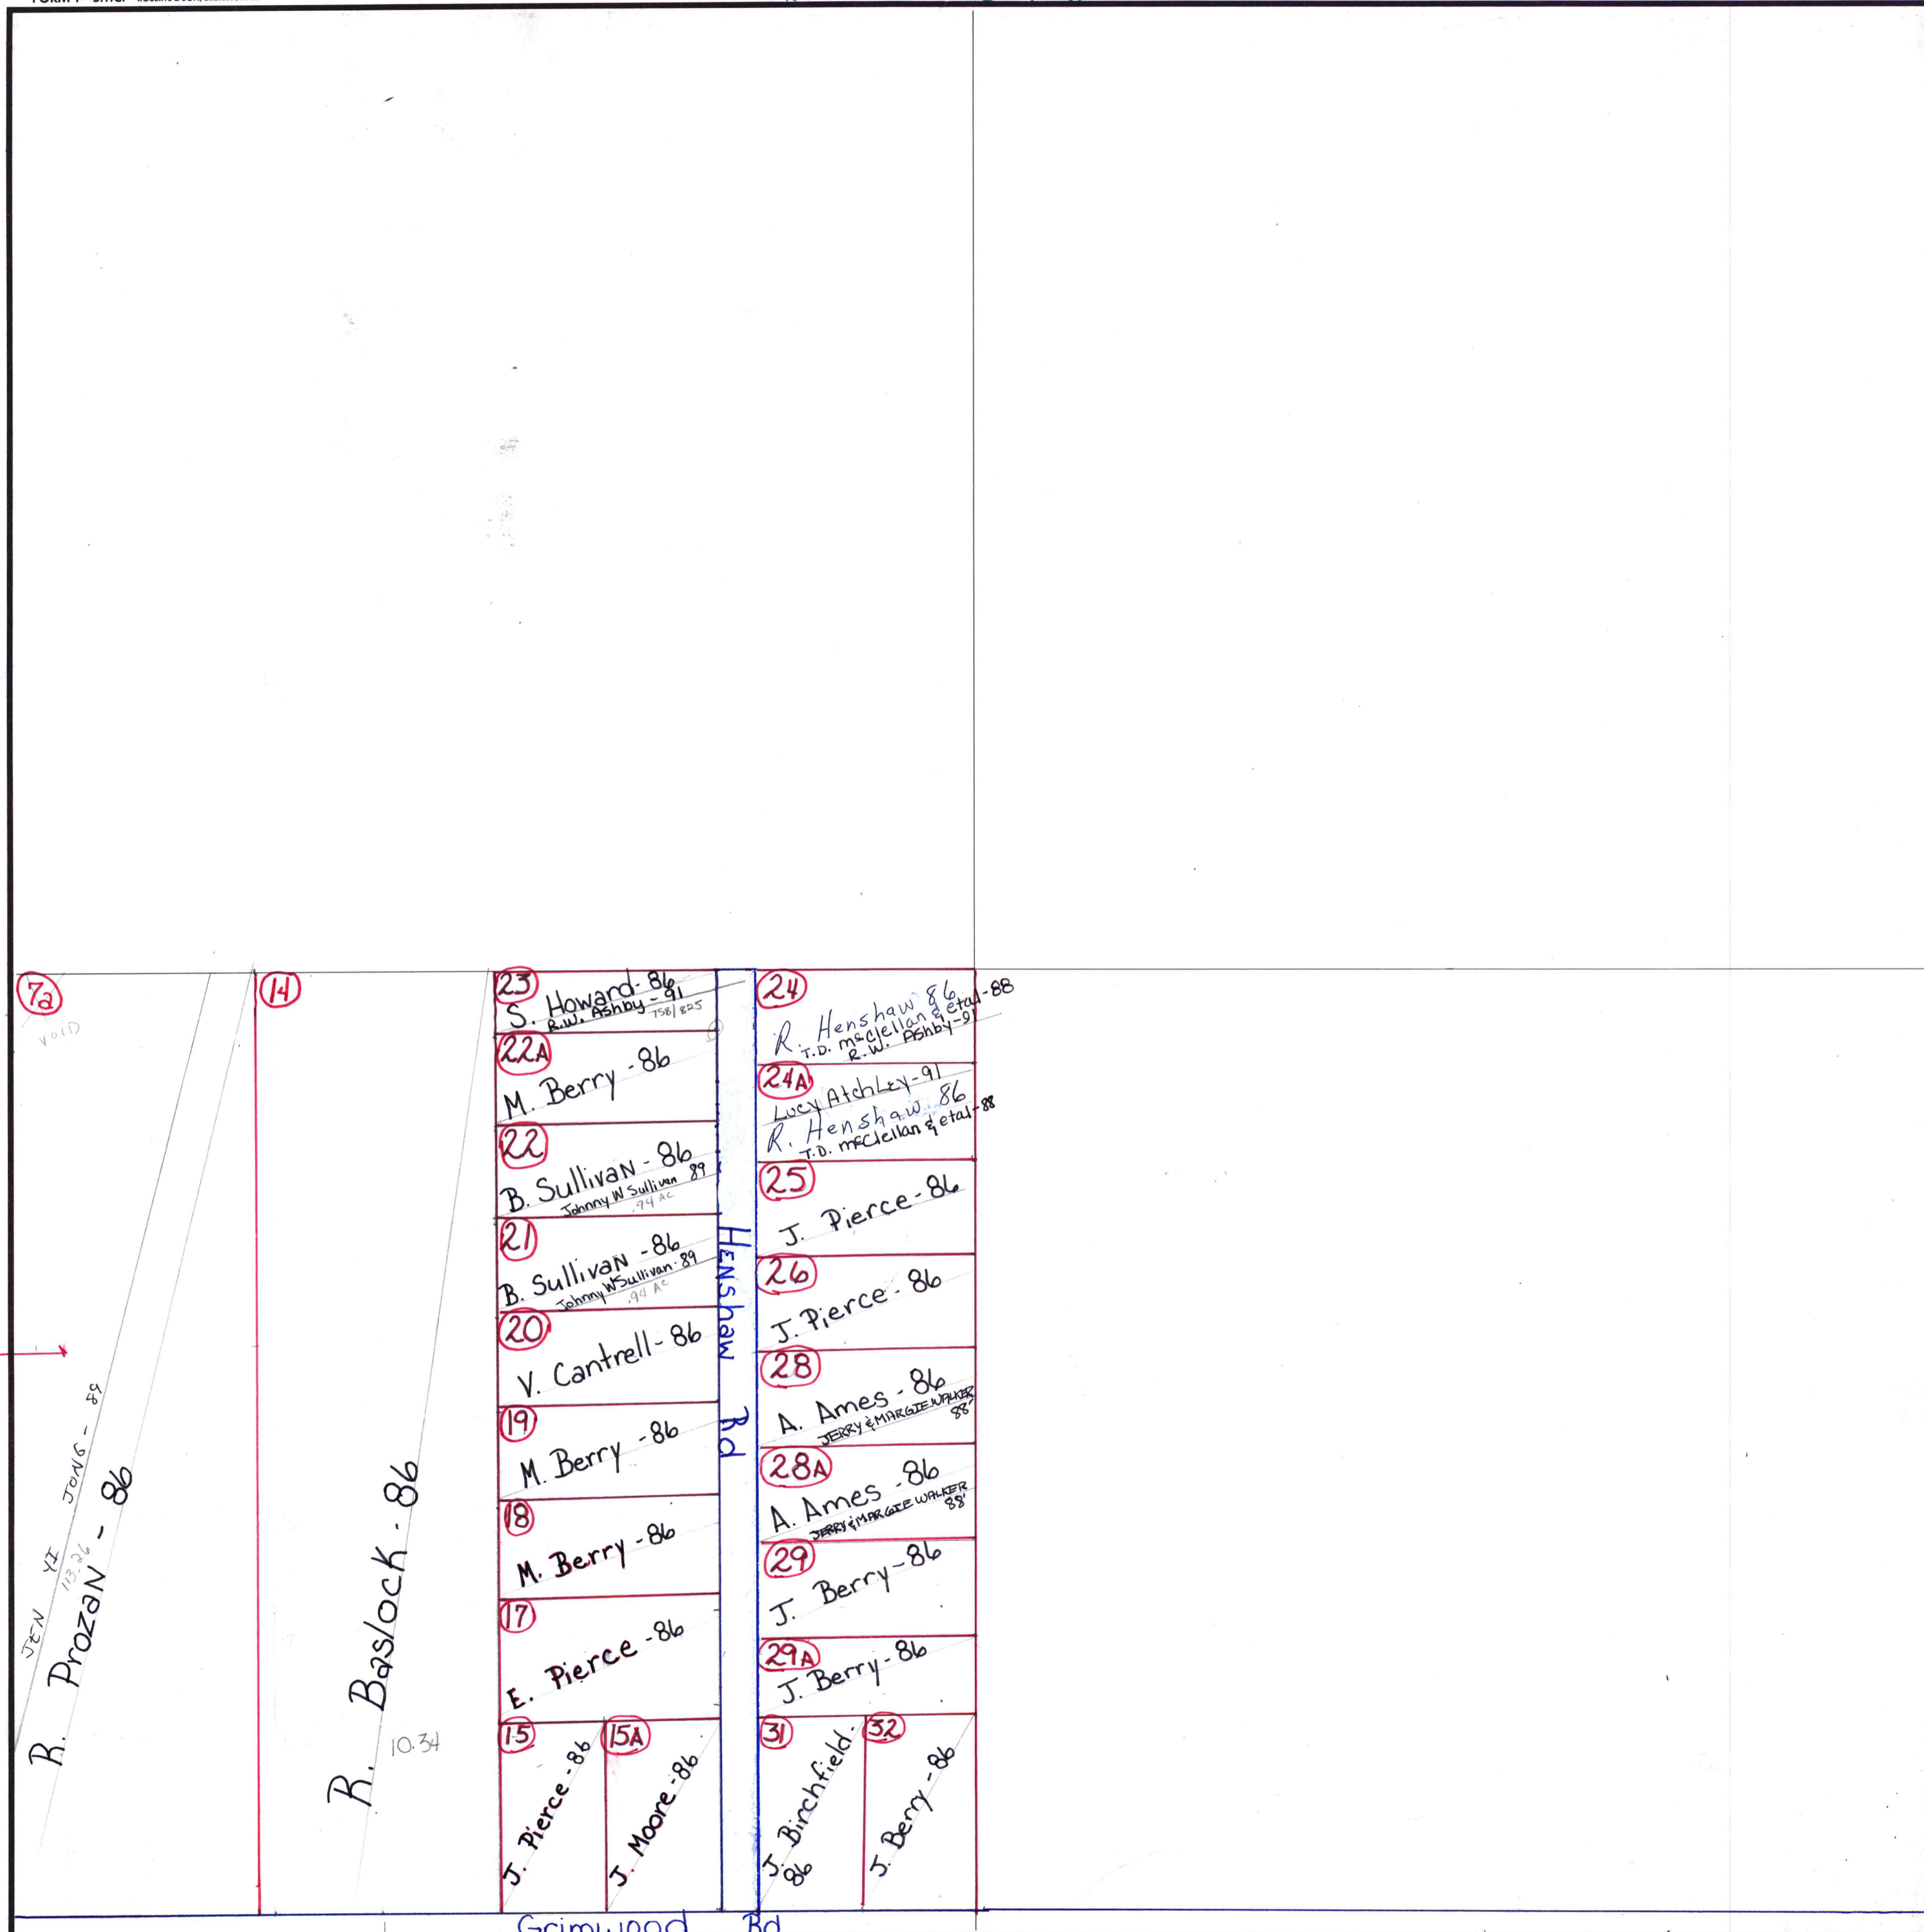 7a
VOID
JEN YI JONG - 89
113.26
R. Prozan - 86
14
R. Baslock - 86
10.34
23
S. Howard - 86
R.W. Ashby - 91
758/825
22A
M. Berry - 86
22
B. Sullivan - 86
Johnny W Sullivan 89
.94 AC
21
B. Sullivan - 86
Johnny W Sullivan - 89
.94 AC
20
V. Cantrell - 86
19
M. Berry - 86
18
M. Berry - 86
17
E. Pierce - 86
15
J. Pierce - 86
15A
J. Moore - 86
Henshaw Rd
24
R. Henshaw 86
T.D. McClellan & etal - 88
R.W. Ashby - 91
24A
Lucy Atchley - 91
R. Henshaw 86
T.D. McClellan & etal - 88
25
J. Pierce - 86
26
J. Pierce - 86
28
A. Ames - 86
JERRY & MARGIE WALKER
88'
28A
A. Ames - 86
JERRY & MARGIE WALKER
88'
29
J. Berry - 86
29A
J. Berry - 86
31
J. Birchfield -
86
32
J. Berry - 86
Grimwood Rd